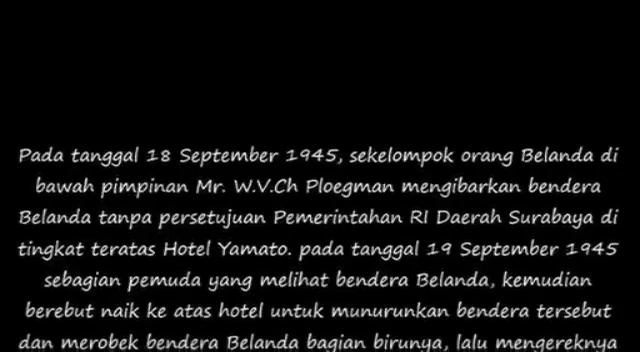 Pada tanggal 18 September 1945, sekelompok orang Belanda di
bawah pimpinan Mr. W.V.Ch Ploegman mengibarkan bendera
Belanda tanpa persetujuan Pemerintahan RI Daerah Surabaya di
tingkat teratas Hotel Yamato. pada tanggal 19 September 1945
sebagian pemuda yang melihat bendera Belanda, kemudian
berebut naik ke atas hotel untuk munurunkan bendera tersebut
dan merobek bendera Belanda bagian birunya, lalu mengereknya